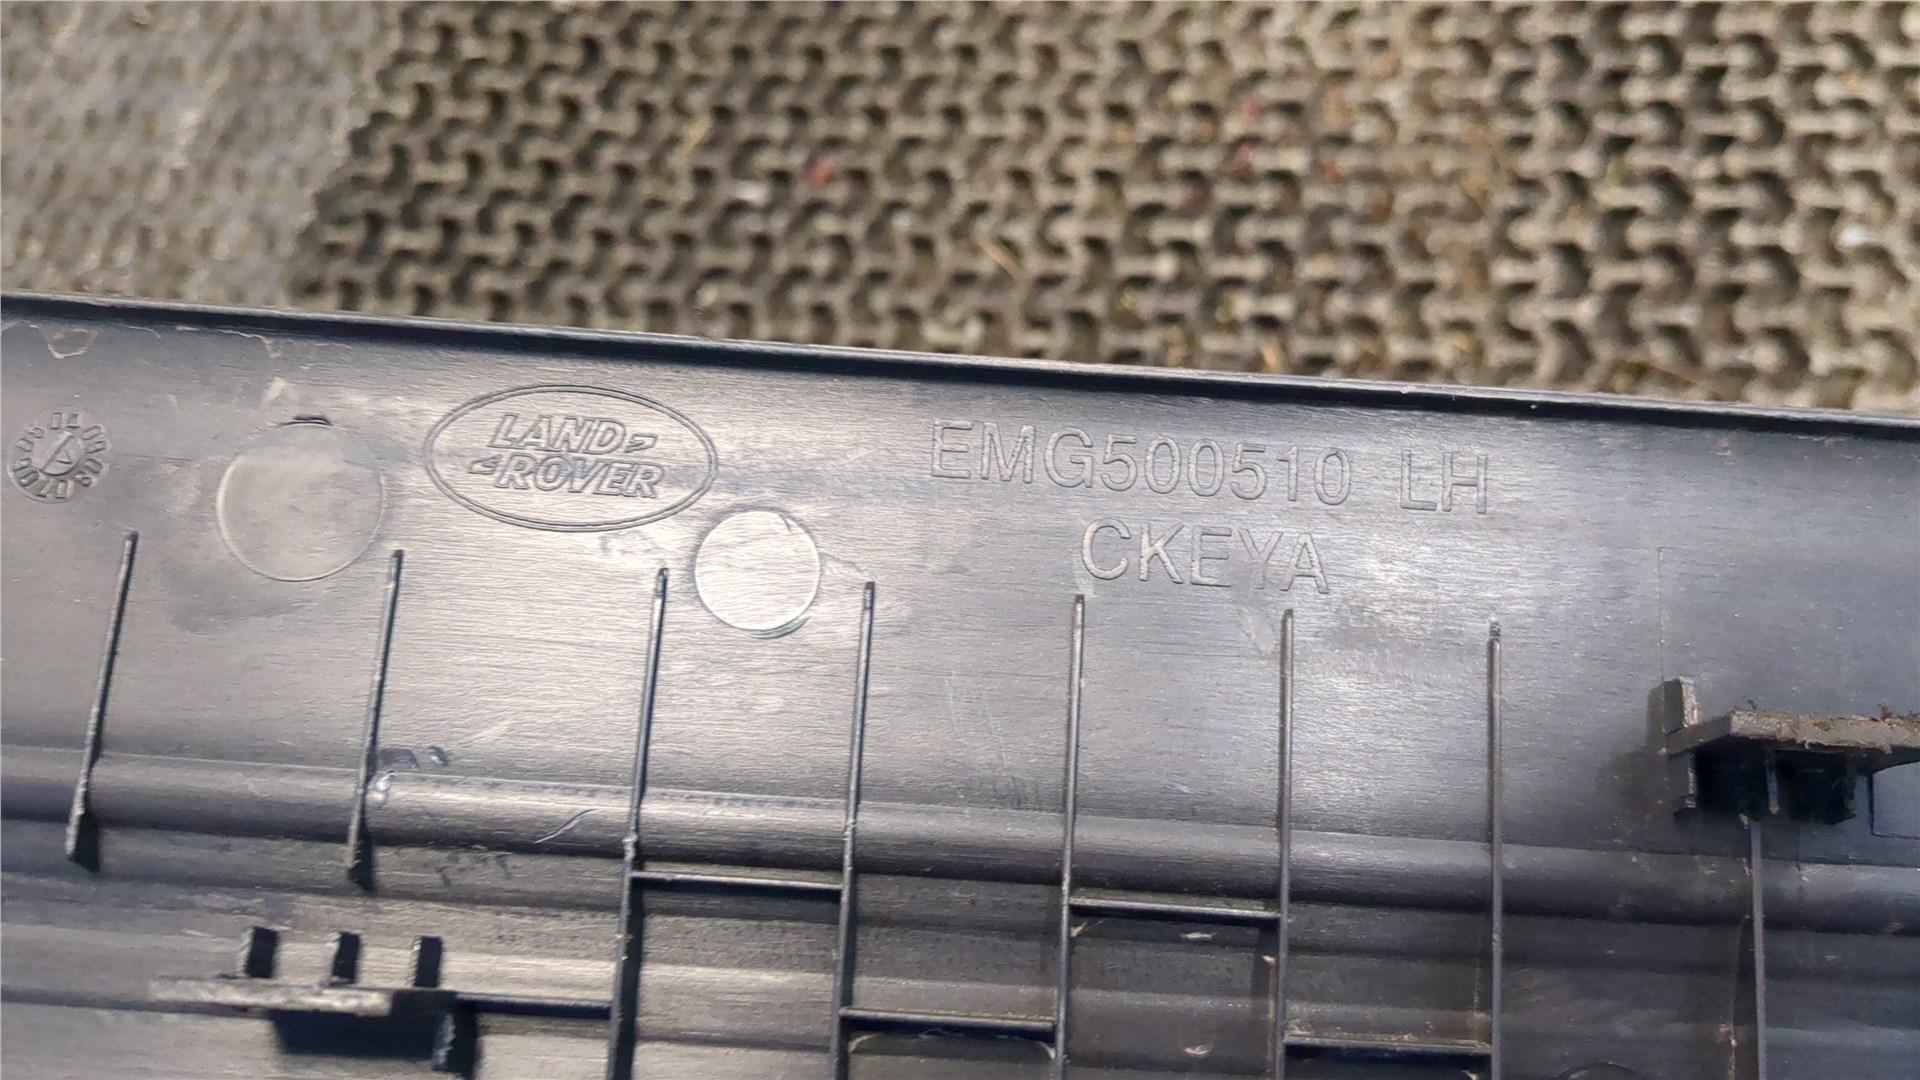 LAND
ROVER
EMG500510 LH
CKEYA